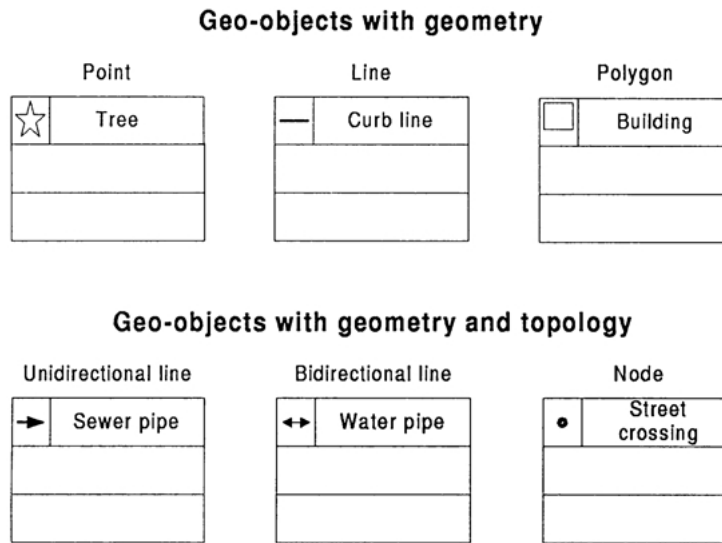 Geo-objects with geometry
Point
Line
Polygon
Tree
Curb line
Building
Geo-objects with geometry and topology
Unidirectional line
Bidirectional line
Node
Sewer pipe
Water pipe
Street
crossing